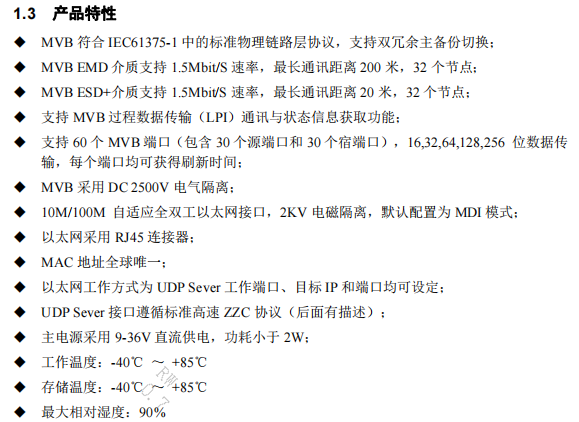 1.3 产品特性
◆ MVB 符合 IEC61375-1 中的标准物理链路层协议，支持双冗余主备份切换；
◆ MVB EMD 介质支持 1.5Mbit/S 速率，最长通讯距离 200 米，32 个节点；
◆ MVB ESD+介质支持 1.5Mbit/S 速率，最长通讯距离 20 米，32 个节点；
◆ 支持 MVB 过程数据传输（LPI）通讯与状态信息获取功能；
◆ 支持 60 个 MVB 端口（包含 30 个源端口和 30 个宿端口），16,32,64,128,256 位数据传
输，每个端口均可获得刷新时间；
◆ MVB 采用 DC 2500V 电气隔离；
◆ 10M/100M 自适应全双工以太网接口，2KV 电磁隔离，默认配置为 MDI 模式；
◆ 以太网采用 RJ45 连接器；
◆ MAC 地址全球唯一；
◆ 以太网工作方式为 UDP Sever 工作端口、目标 IP 和端口均可设定；
◆ UDP Sever 接口遵循标准高速 ZZC 协议（后面有描述）；
◆ 主电源采用 9-36V 直流供电，功耗小于 2W；
◆ 工作温度：-40℃ ～ +85℃
◆ 存储温度：-40℃ ～ +85℃
◆ 最大相对湿度：90%